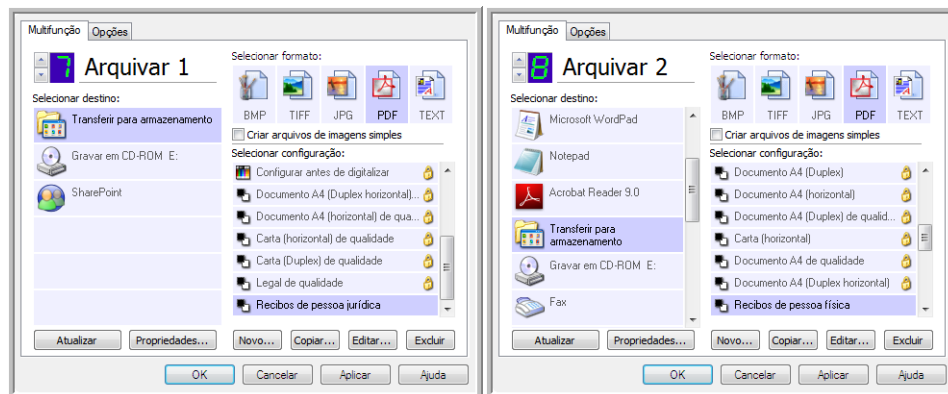 Multifunção Opções
7 Arquivar 1
Selecionar destino:
Transferir para armazenamento
Gravar em CD-ROM E:
SharePoint
Selecionar formato:
BMP TIFF JPG PDF TEXT
Criar arquivos de imagens simples
Selecionar configuração:
Configurar antes de digitalizar
Documento A4 (Duplex horizontal)...
Documento A4 (horizontal) de qua...
Carta (horizontal) de qualidade
Carta (Duplex) de qualidade
Legal de qualidade
Recibos de pessoa jurídica
Atualizar Propriedades... Novo... Copiar... Editar... Excluir
OK Cancelar Aplicar Ajuda
Multifunção Opções
8 Arquivar 2
Selecionar destino:
Microsoft WordPad
Notepad
Acrobat Reader 9.0
Transferir para
armazenamento
Gravar em CD-ROM E:
Fax
Selecionar formato:
BMP TIFF JPG PDF TEXT
Criar arquivos de imagens simples
Selecionar configuração:
Documento A4 (Duplex)
Documento A4 (horizontal)
Documento A4 (Duplex) de qualid...
Carta (horizontal)
Documento A4 de qualidade
Documento A4 (Duplex horizontal)
Recibos de pessoa física
Atualizar Propriedades... Novo... Copiar... Editar... Excluir
OK Cancelar Aplicar Ajuda